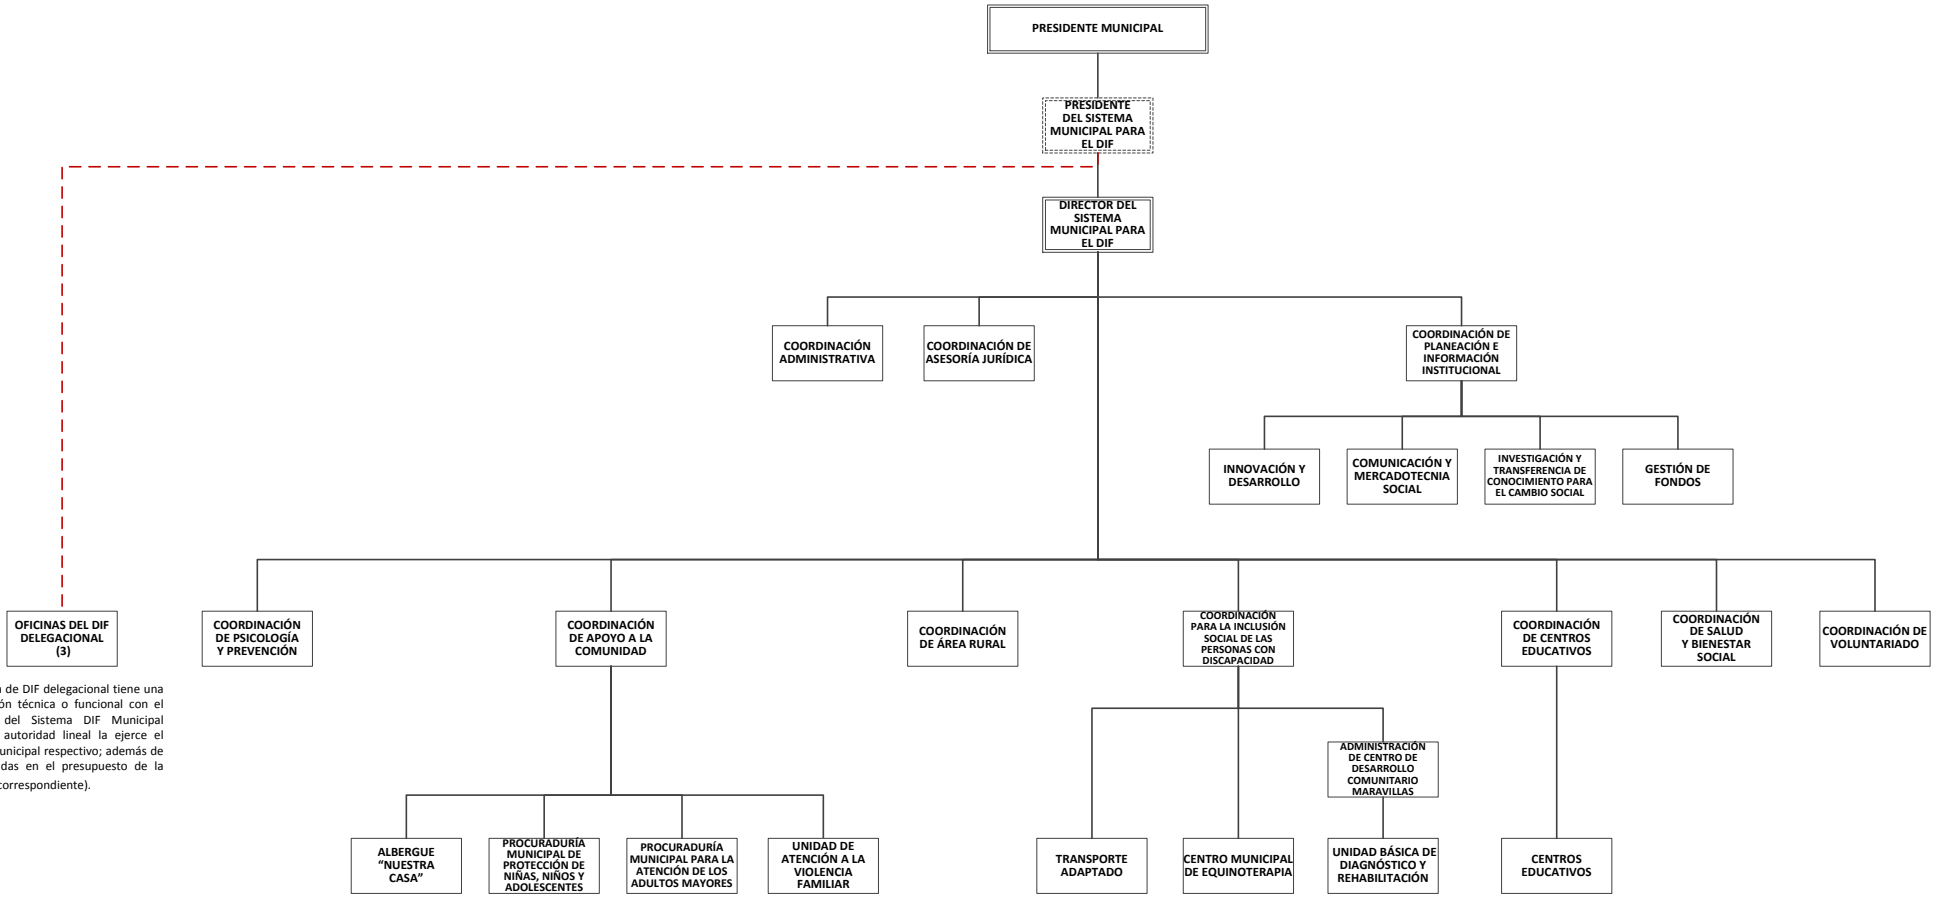 PRESIDENTE MUNICIPAL
PRESIDENTE
DEL SISTEMA
MUNICIPAL PARA
EL DIF
DIRECTOR DEL
SISTEMA
MUNICIPAL PARA
EL DIF
COORDINACIÓN
ADMINISTRATIVA
COORDINACIÓN DE
ASESORÍA JURÍDICA
COORDINACIÓN DE
PLANEACIÓN E
INFORMACIÓN
INSTITUCIONAL
INNOVACIÓN Y
DESARROLLO
COMUNICACIÓN Y
MERCADOTECNIA
SOCIAL
INVESTIGACIÓN Y
TRANSFERENCIA DE
CONOCIMIENTO PARA
EL CAMBIO SOCIAL
GESTIÓN DE
FONDOS
OFICINAS DEL DIF
DELEGACIONAL
(3)
COORDINACIÓN
DE PSICOLOGÍA
Y PREVENCIÓN
COORDINACIÓN
DE APOYO A LA
COMUNIDAD
COORDINACIÓN
DE ÁREA RURAL
COORDINACIÓN
PARA LA INCLUSIÓN
SOCIAL DE LAS
PERSONAS CON
DISCAPACIDAD
COORDINACIÓN
DE CENTROS
EDUCATIVOS
COORDINACIÓN
DE SALUD
Y BIENESTAR
SOCIAL
COORDINACIÓN DE
VOLUNTARIADO
de DIF delegacional tiene una
técnica o funcional con el
del Sistema DIF Municipal
autoridad lineal la ejerce el
respectivo; además de
en el presupuesto de la
correspondiente).
ADMINISTRACIÓN
DE CENTRO DE
DESARROLLO
COMUNITARIO
MARAVILLAS
ALBERGUE
“NUESTRA
CASA”
PROCURADURÍA
MUNICIPAL DE
PROTECCIÓN DE
NIÑAS, NIÑOS Y
ADOLESCENTES
PROCURADURÍA
MUNICIPAL PARA LA
ATENCIÓN DE LOS
ADULTOS MAYORES
UNIDAD DE
ATENCIÓN A LA
VIOLENCIA
FAMILIAR
TRANSPORTE
ADAPTADO
CENTRO MUNICIPAL
DE EQUINOTERAPIA
UNIDAD BÁSICA DE
DIAGNÓSTICO Y
REHABILITACIÓN
CENTROS
EDUCATIVOS